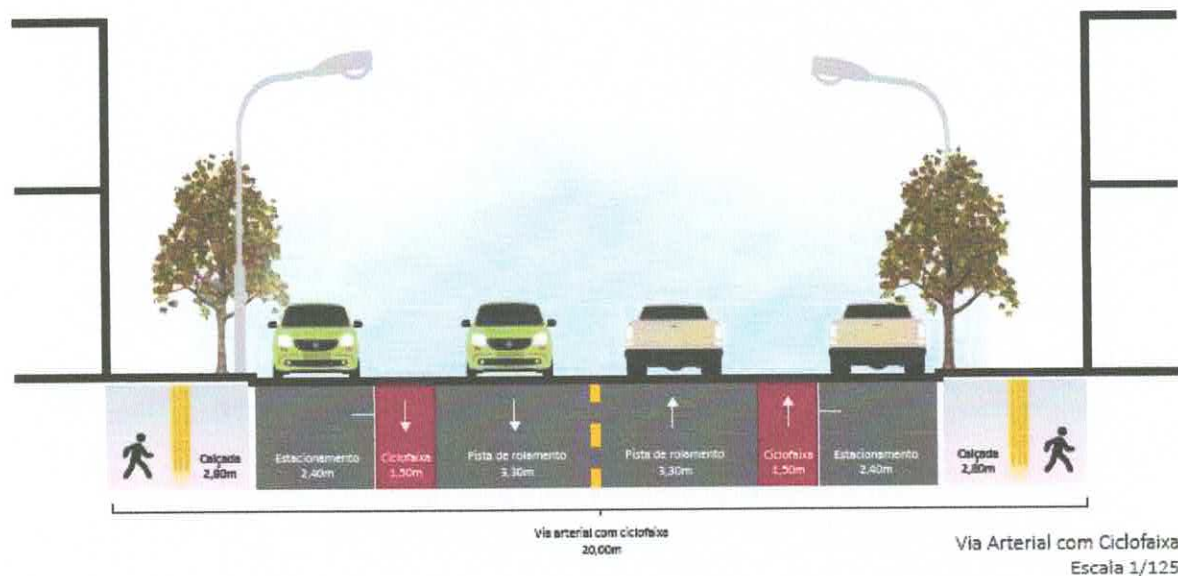 Calçada
2,80m
Estacionamento
2,40m
Ciclofaixa
1,50m
Pista de rolamento
3,30m
Pista de rolamento
3,30m
Ciclofaixa
1,50m
Estacionamento
2,40m
Calçada
2,80m
Via arterial com ciclofaixa
20,00m
Via Arterial com Ciclofaixa
Escala 1/125